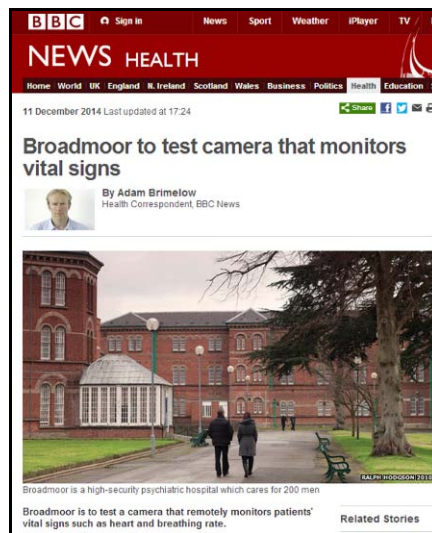 BBC Sign in News Sport Weather iPlayer TV
NEWS HEALTH
Home World UK England N. Ireland Scotland Wales Business Politics Health Education
11 December 2014 Last updated at 17:24 Share
Broadmoor to test camera that monitors
vital signs
By Adam Brimelow
Health Correspondent, BBC News
RALPH HODGSON 2010
Broadmoor is a high-security psychiatric hospital which cares for 200 men
Broadmoor is to test a camera that remotely monitors patients'
vital signs such as heart and breathing rate.
Related Stories